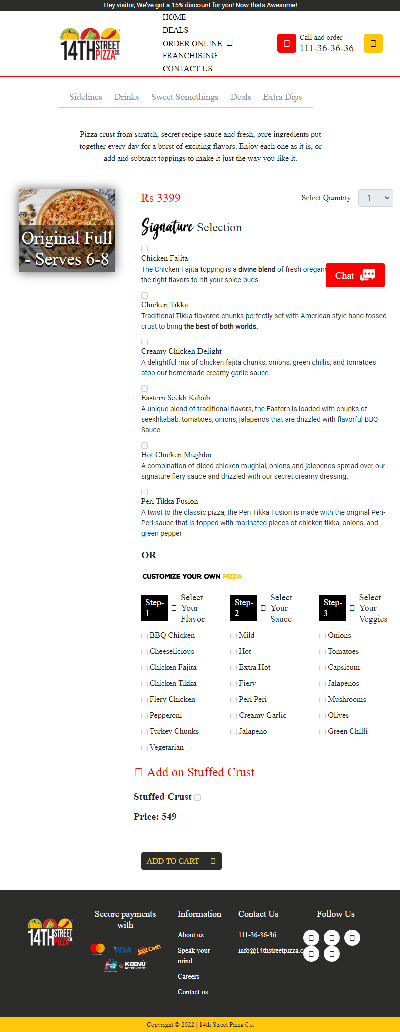 Hey visitor, We've got a 15% discount for you! Now thats Awesome!
14TH STREET PIZZA CO.
HOME
DEALS
ORDER ONLINE
FRANCHISING
CONTACT US
Call and order
111-36-36-36
Sidelines Drinks Sweet Somethings Deals Extra Dips
Pizza crust from scratch, secret recipe sauce and fresh, pure ingredients put
together every day for a burst of exciting flavors. Enjoy each one as it is, or
add and subtract toppings to make it just the way you like it.
Original Full
- Serves 6-8
Rs 3399
Select Quantity 1
Signature Selection
Chicken Fajita
The Chicken Fajita topping is a divine blend of fresh
the right flavors to hit your spice buds.
Chat
Chicken Tikka
Traditional Tikka flavored chunks perfectly set with American style hand tossed
crust to bring the best of both worlds.
Creamy Chicken Delight
A delightful mix of chicken fajita chunks, onions, green chillis, and tomatoes
atop our homemade creamy garlic sauce.
Eastern Seekh Kabab
A unique blend of traditional flavors, the Eastern is loaded with chunks of
seekhkabab, tomatoes, onions, jalapenos that are drizzled with flavorful BBQ
Sauce.
Hot Chicken Mughlai
A combination of diced chicken mughlai, onions and jalepenos spread over our
signature fiery sauce and drizzled with our secret creamy dressing.
Peri Tikka Fusion
A twist to the classic pizza, the Peri Tikka Fusion is made with the original Peri-
Peri sauce that is topped with marinated pieces of chicken tikka, onions, and
green pepper
OR
CUSTOMIZE YOUR OWN PIZZA
Step-1 Select Your Flavor
BBQ Chicken
Cheeselicious
Chicken Fajita
Chicken Tikka
Fiery Chicken
Pepperoni
Turkey Chunks
Vegetarian
Step-2 Select Your Sauce
Mild
Hot
Extra Hot
Fiery
Peri Peri
Creamy Garlic
Jalapeno
Step-3 Select Your Veggies
Onions
Tomatoes
Capsicum
Jalapenos
Mushrooms
Olives
Green Chilli
Add on Stuffed Crust
Stuffed Crust
Price: 549
ADD TO CART
14TH STREET PIZZA CO.
Secure payments
with
VISA
KEENU
Information
About us
Speak your
mind
Careers
Contact us
Contact Us
111-36-36-36
info@14thstreetpizza.c
Follow Us
Copyright © 2022 | 14th Street Pizza Co.